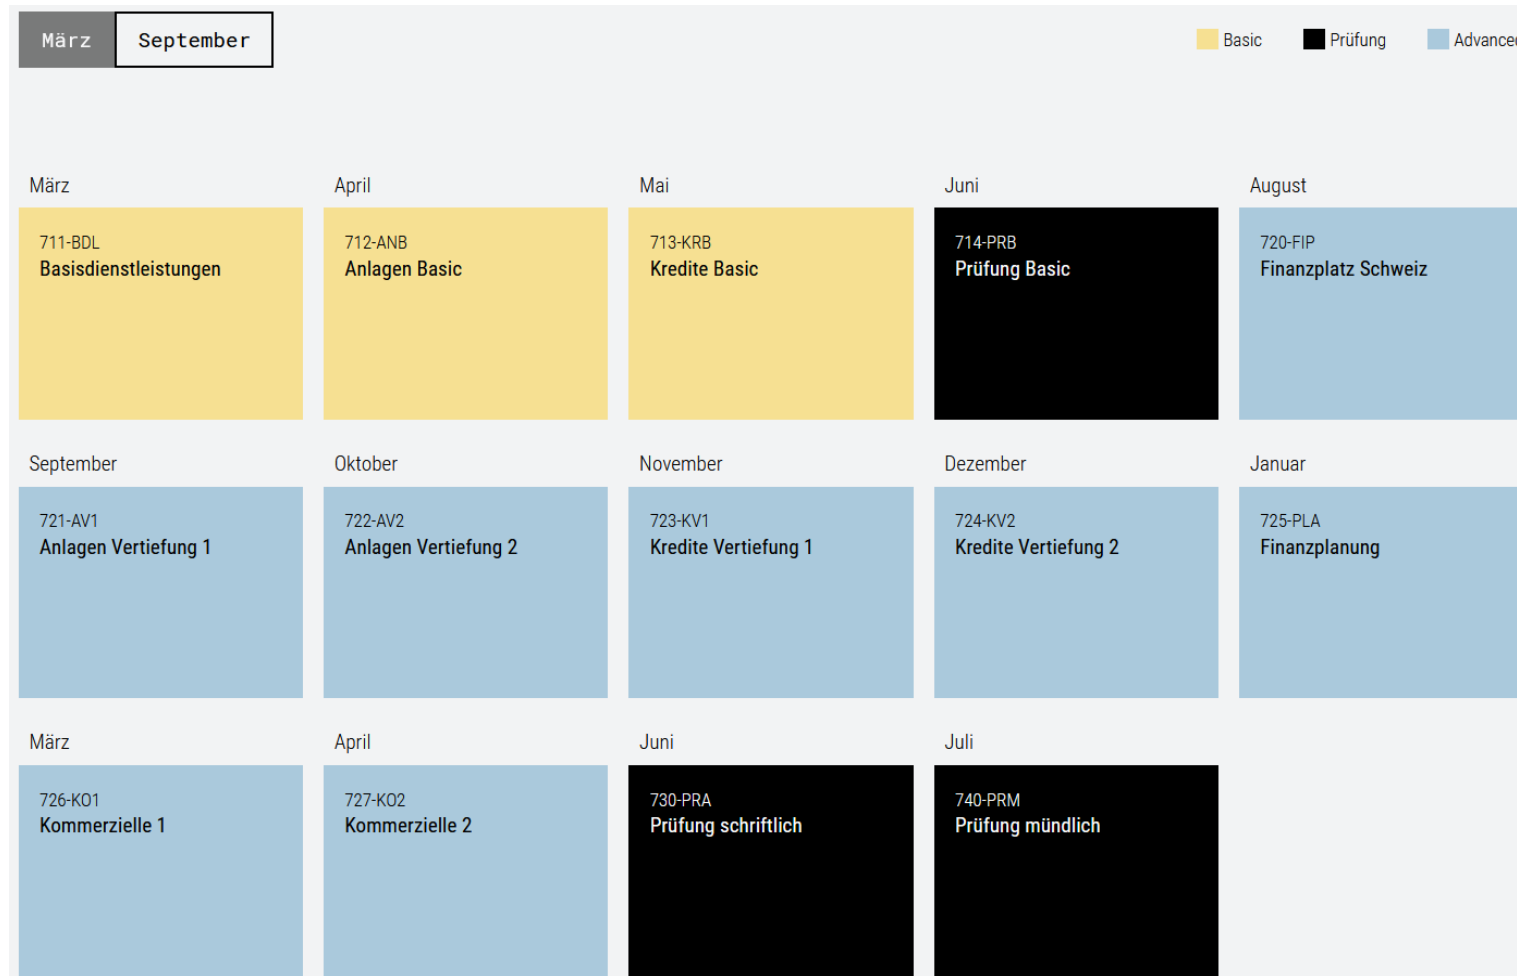 März
September
Basic
Prüfung
Advanced
März
April
Mai
Juni
August
711-BDL
Basisdienstleistungen
712-ANB
Anlagen Basic
713-KRB
Kredite Basic
714-PRB
Prüfung Basic
720-FIP
Finanzplatz Schweiz
September
Oktober
November
Dezember
Januar
721-AV1
Anlagen Vertiefung 1
722-AV2
Anlagen Vertiefung 2
723-KV1
Kredite Vertiefung 1
724-KV2
Kredite Vertiefung 2
725-PLA
Finanzplanung
März
April
Juni
Juli
726-KO1
Kommerzielle 1
727-KO2
Kommerzielle 2
730-PRA
Prüfung schriftlich
740-PRM
Prüfung mündlich